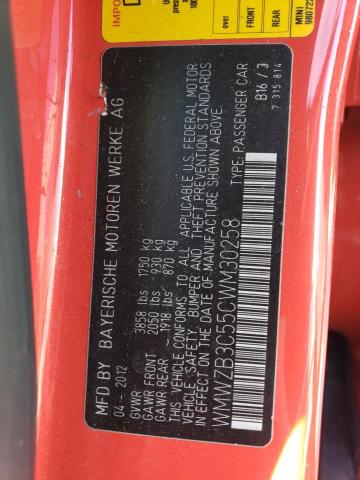 MFD BY BAYERISCHE MOTOREN WERKE AG
04 - 2012
GVWR 3858 lbs 1750 kg
GAWR FRONT 2050 lbs 930 kg
GAWR REAR 1918 lbs 870 kg
THIS VEHICLE CONFORMS TO ALL APPLICABLE U.S. FEDERAL MOTOR
VEHICLE SAFETY, BUMPER AND THEFT PREVENTION STANDARDS IN
EFFECT ON THE DATE OF MANUFACTURE SHOWN ABOVE.
WMWZB3C55CWM30258 TYPE: PASSENGER CAR
B16 / 3
7 315 814
IMPO
over
FRONT
REAR
MINI